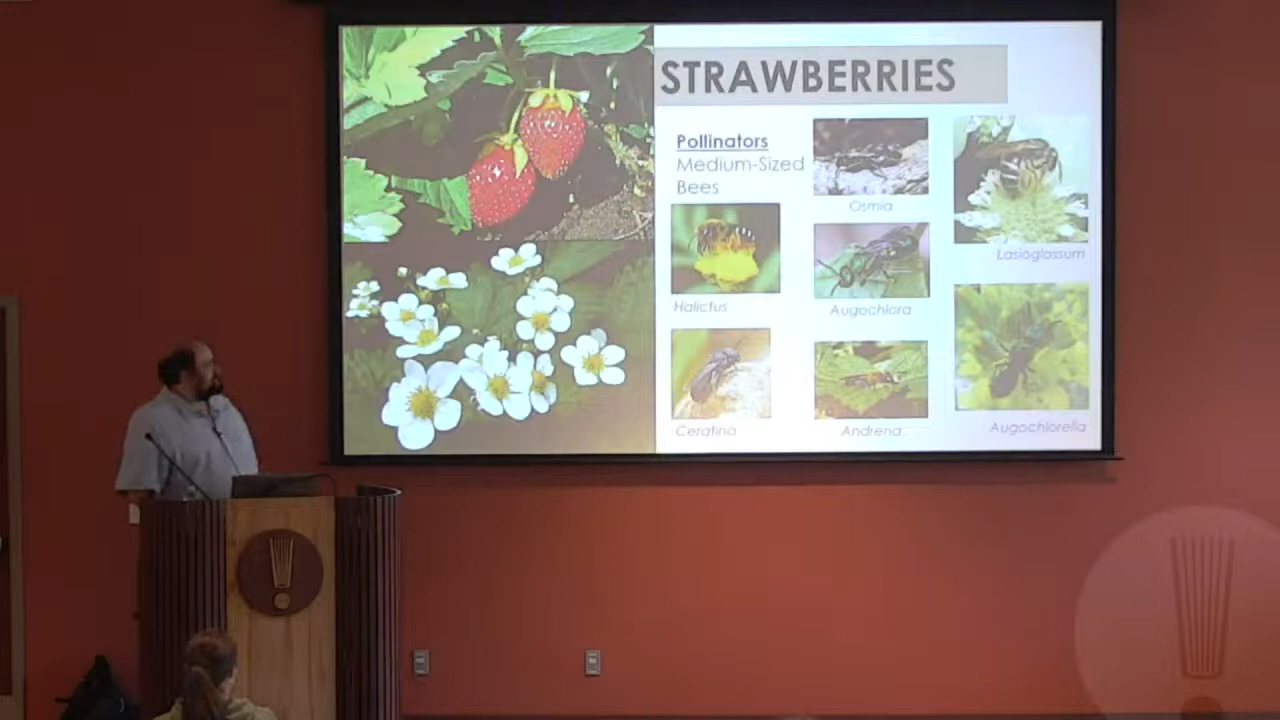 STRAWBERRIES
Pollinators
Medium-Sized
Bees
Osmia
Lasioglossum
Halictus
Augochlora
Ceratina
Andrena
Augochlorella